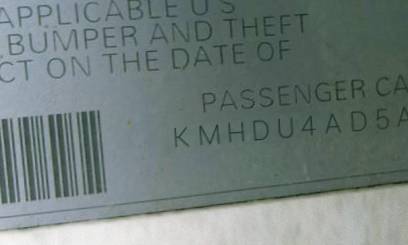 APPLICABLE U S
BUMPER AND THEFT
CT ON THE DATE OF
PASSENGER CA
KMHDU4AD5A